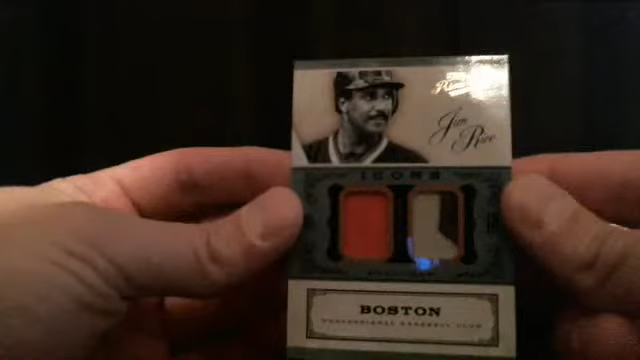 Jim
Rice
ICONS
BOSTON
PROFESSIONAL BASEBALL CLUB